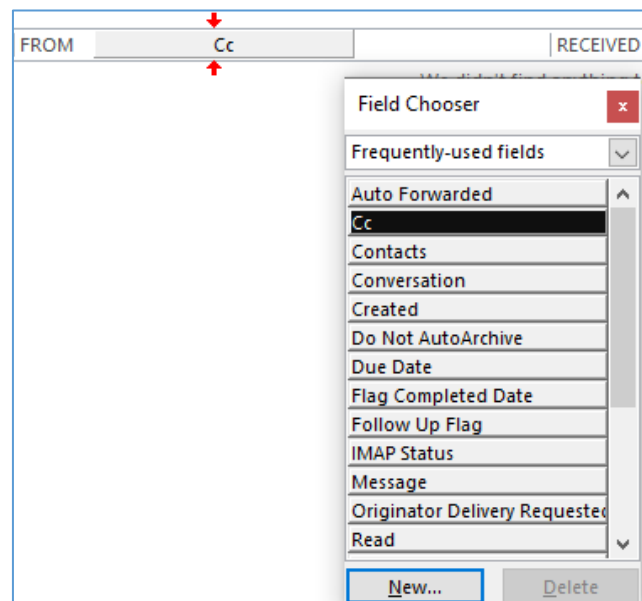 FROM Cc RECEIVED
Field Chooser x
Frequently-used fields
Auto Forwarded
Cc
Contacts
Conversation
Created
Do Not AutoArchive
Due Date
Flag Completed Date
Follow Up Flag
IMAP Status
Message
Originator Delivery Requested
Read
New... Delete